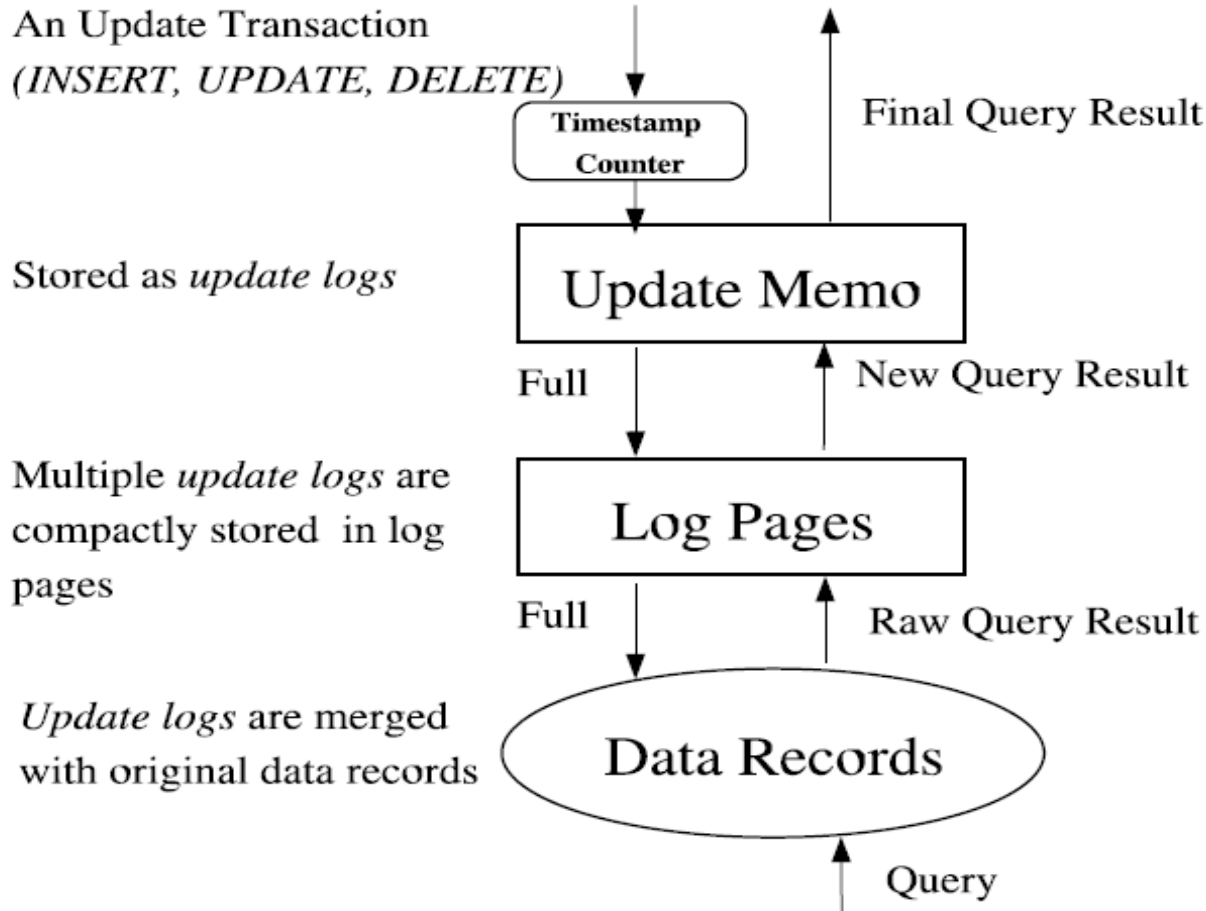 An Update Transaction
(INSERT, UPDATE, DELETE)
Timestamp
Counter
Final Query Result
Stored as update logs
Update Memo
Full
New Query Result
Multiple update logs are
compactly stored in log
pages
Log Pages
Full
Raw Query Result
Update logs are merged
with original data records
Data Records
Query